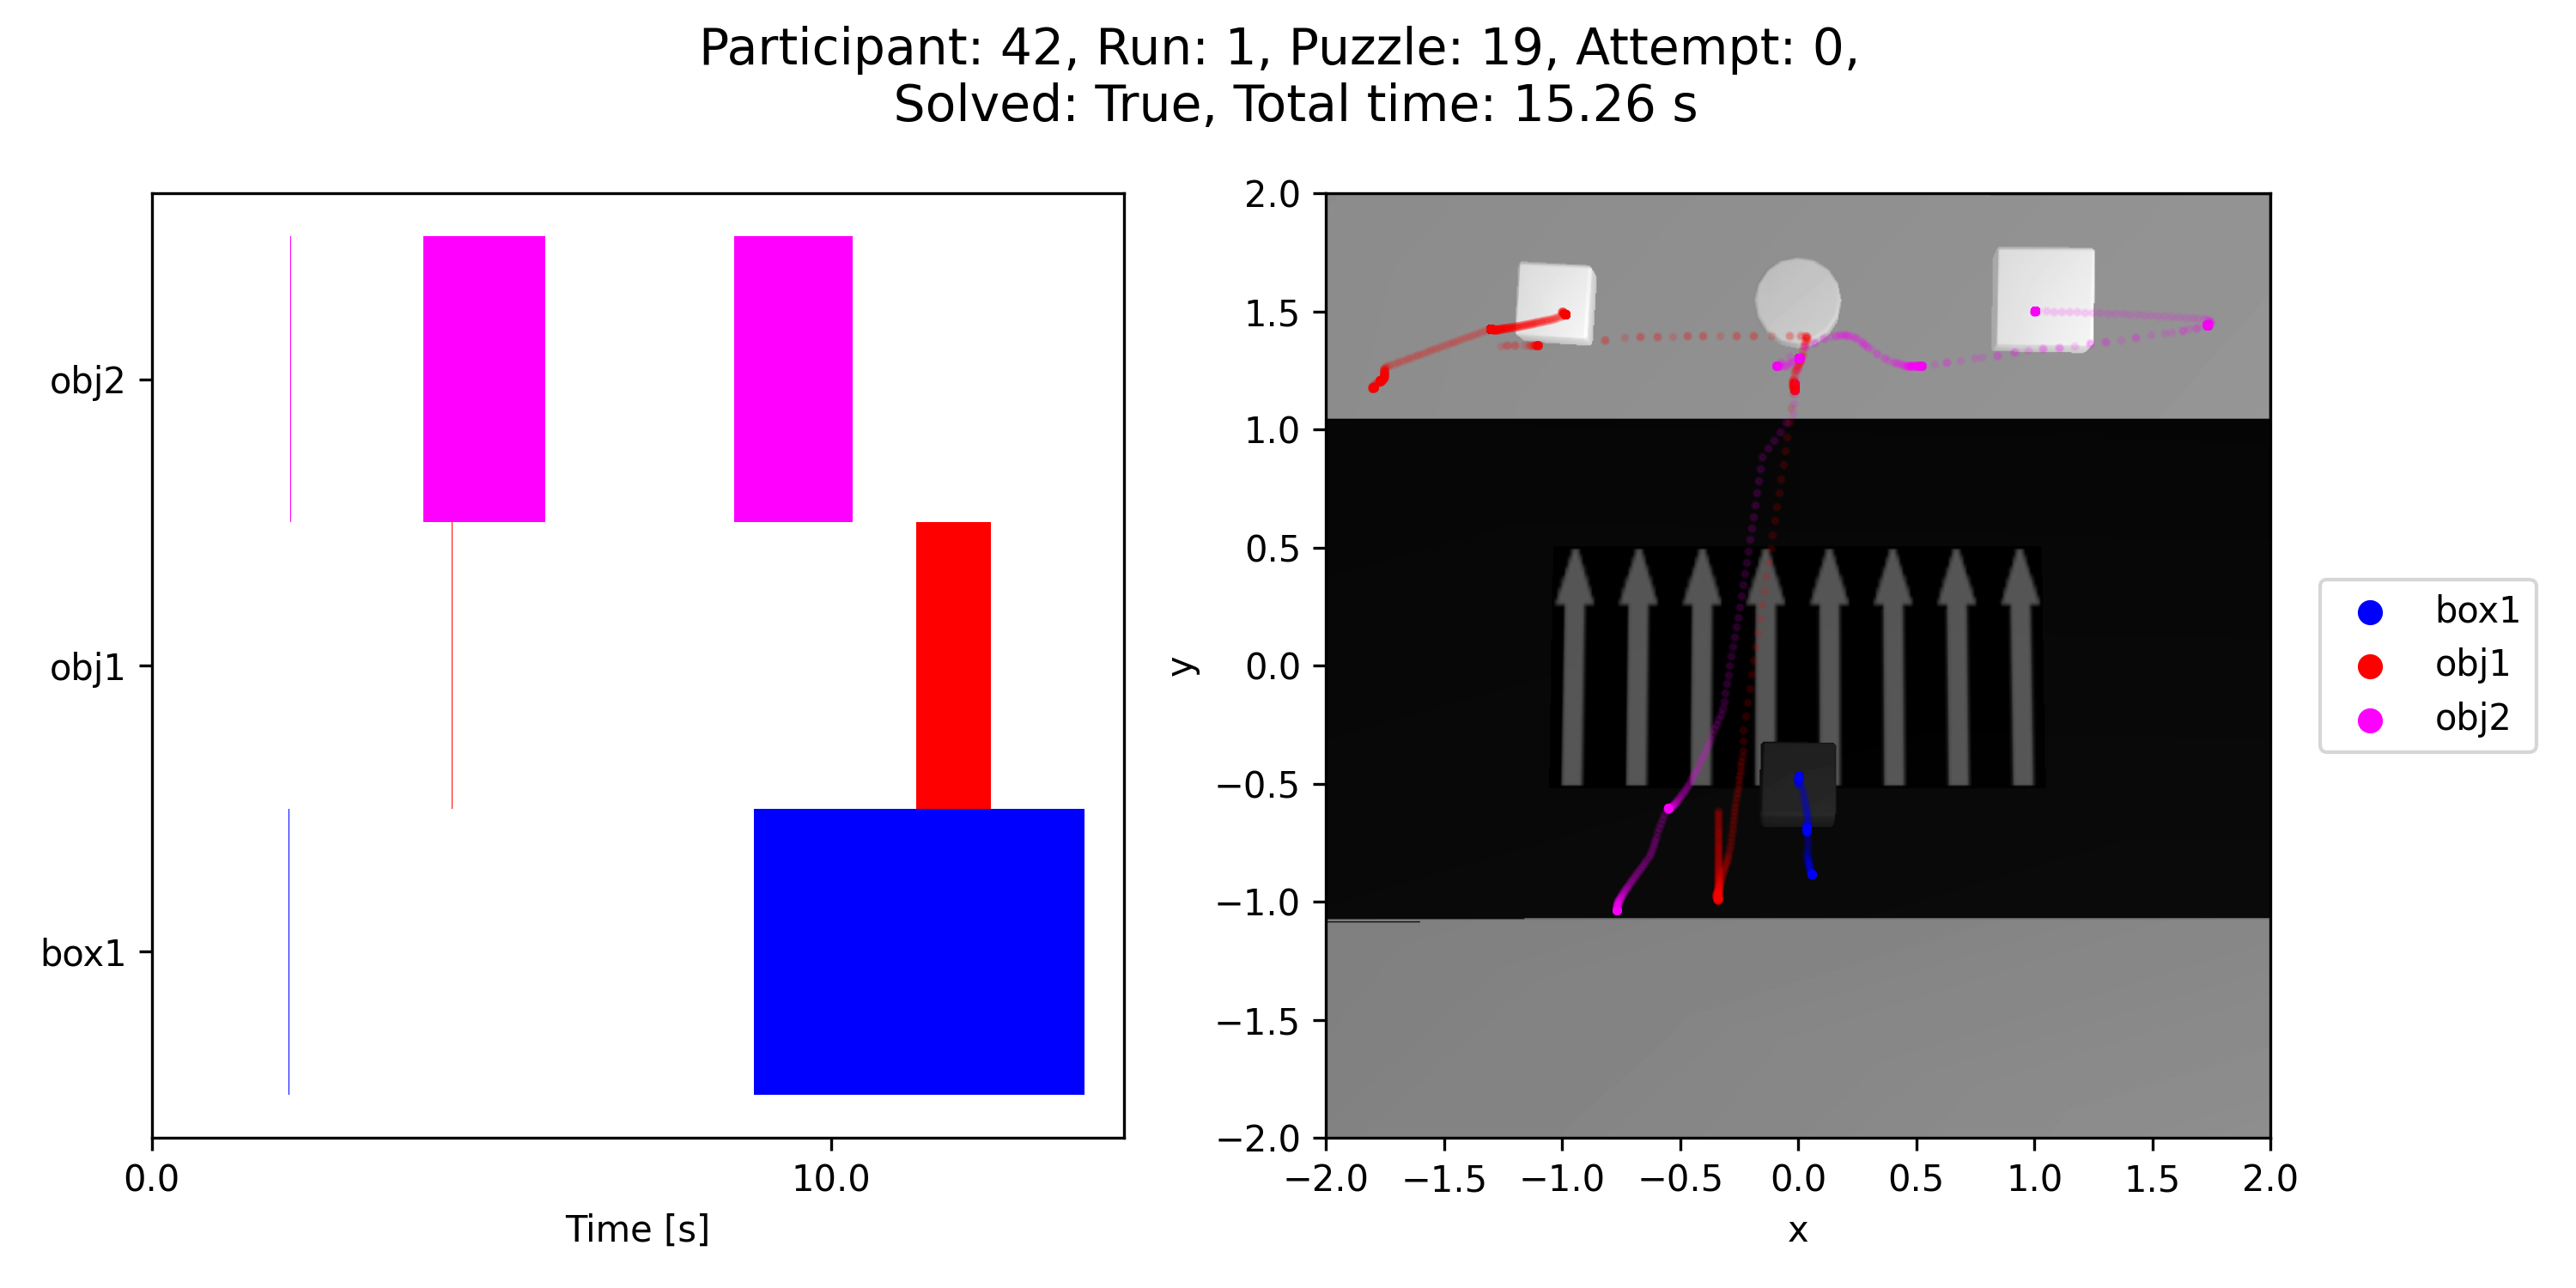 Participant: 42, Run: 1, Puzzle: 19, Attempt: 0,
Solved: True, Total time: 15.26 s
obj2
obj1
box1
0.0
10.0
Time [s]
y
2.0
1.5
1.0
0.5
0.0
−0.5
−1.0
−1.5
−2.0
−2.0
−1.5
−1.0
−0.5
0.0
0.5
1.0
1.5
2.0
x
box1
obj1
obj2